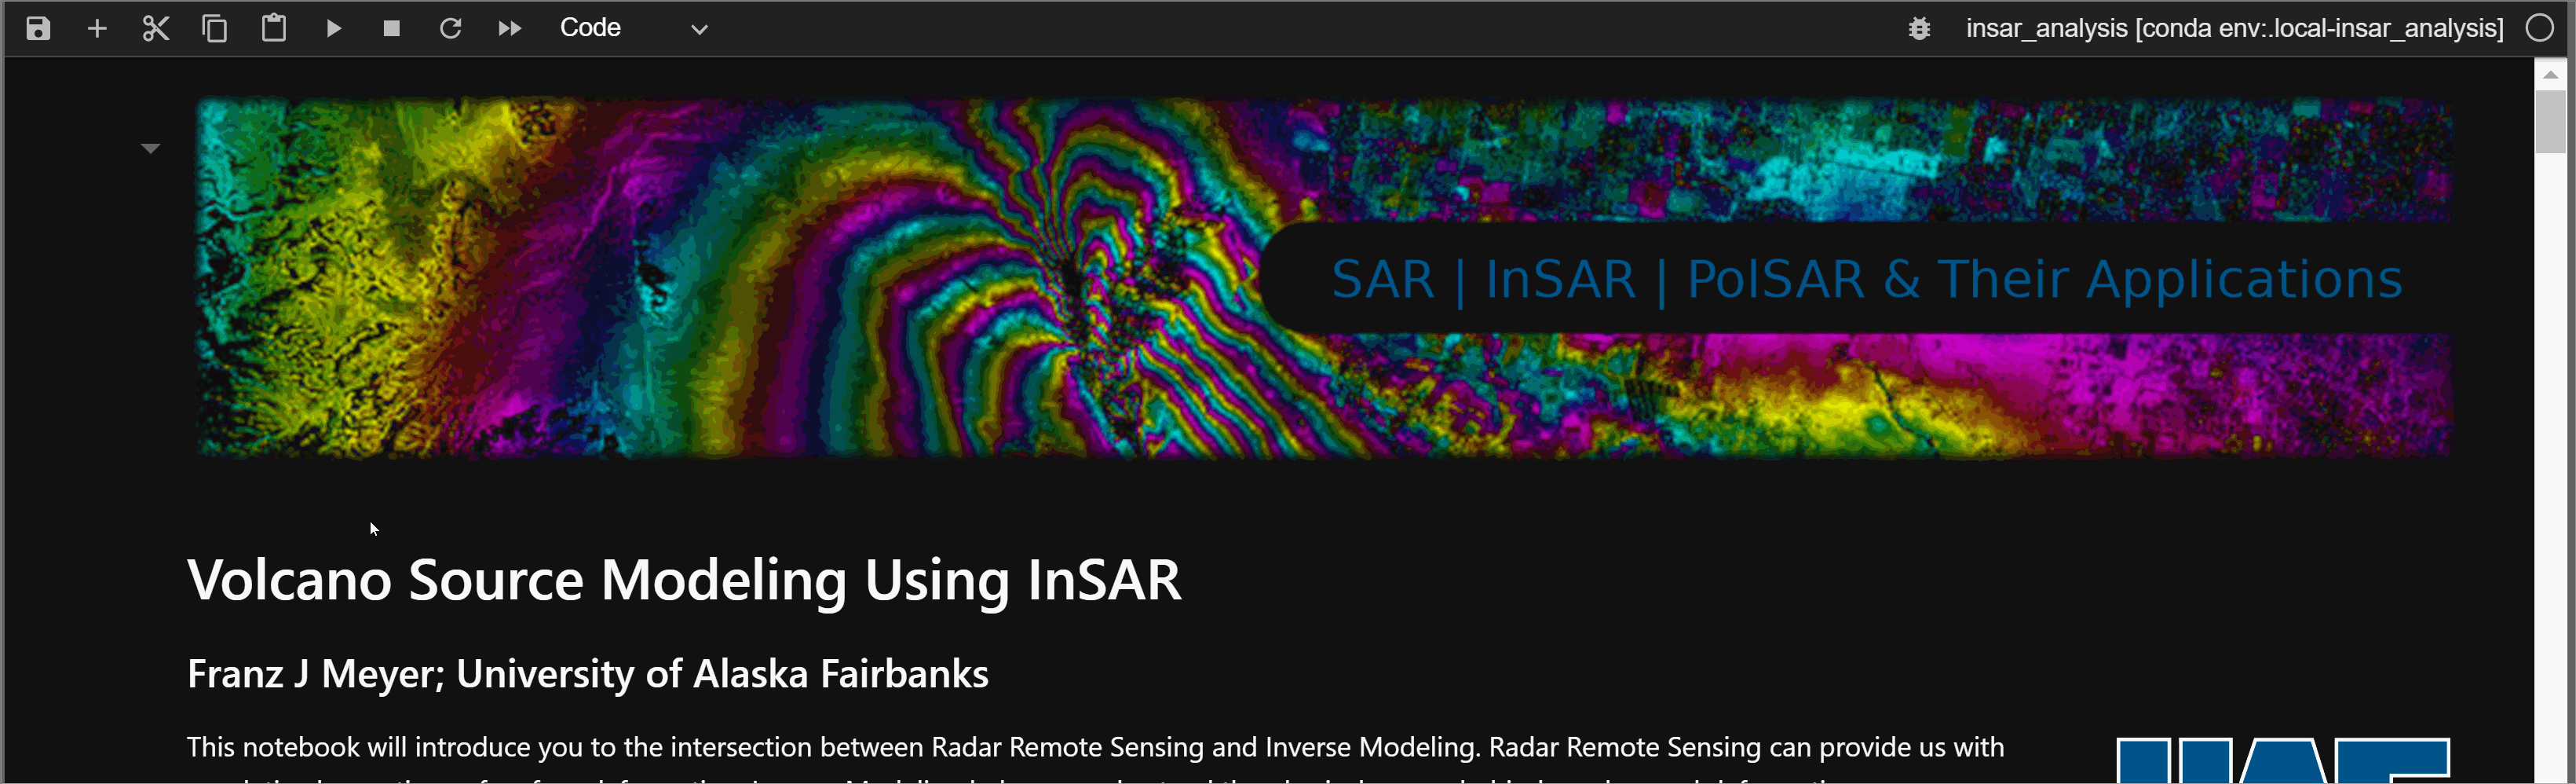 Code
insar_analysis [conda env:.local-insar_analysis]
SAR | InSAR | PolSAR & Their Applications
Volcano Source Modeling Using InSAR
Franz J Meyer; University of Alaska Fairbanks
This notebook will introduce you to the intersection between Radar Remote Sensing and Inverse Modeling. Radar Remote Sensing can provide us with